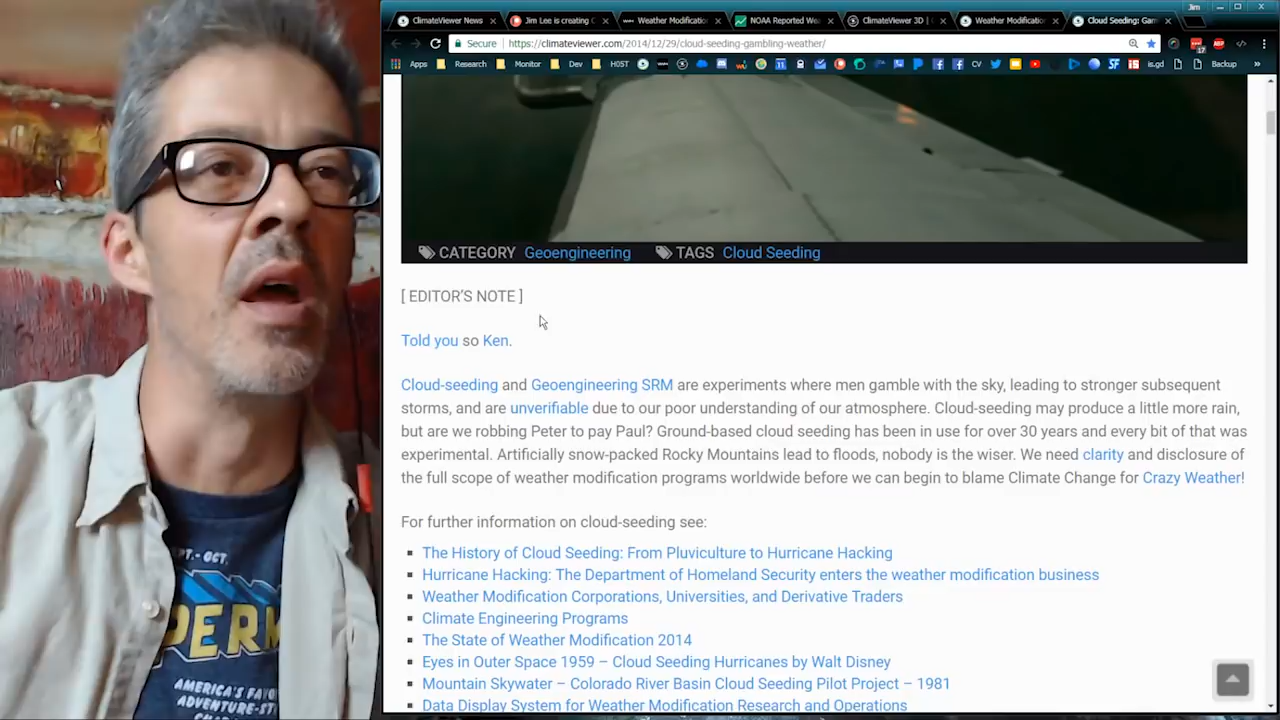 Jim
ClimateViewer News
Jim Lee is creating C
Weather Modificatio
NOAA Reported We
ClimateViewer 3D |
Weather Modificatio
Cloud Seeding: Gam
Secure https://climateviewer.com/2014/12/29/cloud-seeding-gambling-weather/
Apps Research Monitor Dev H05T CV is.gd Backup »
CATEGORY Geoengineering TAGS Cloud Seeding
[ EDITOR'S NOTE ]
Told you so Ken.
Cloud-seeding and Geoengineering SRM are experiments where men gamble with the sky, leading to stronger subsequent
storms, and are unverifiable due to our poor understanding of our atmosphere. Cloud-seeding may produce a little more rain,
but are we robbing Peter to pay Paul? Ground-based cloud seeding has been in use for over 30 years and every bit of that was
experimental. Artificially snow-packed Rocky Mountains lead to floods, nobody is the wiser. We need clarity and disclosure of
the full scope of weather modification programs worldwide before we can begin to blame Climate Change for Crazy Weather!
For further information on cloud-seeding see:
The History of Cloud Seeding: From Pluviculture to Hurricane Hacking
Hurricane Hacking: The Department of Homeland Security enters the weather modification business
Weather Modification Corporations, Universities, and Derivative Traders
Climate Engineering Programs
The State of Weather Modification 2014
Eyes in Outer Space 1959 – Cloud Seeding Hurricanes by Walt Disney
Mountain Skywater – Colorado River Basin Cloud Seeding Pilot Project – 1981
Data Display System for Weather Modification Research and Operations
PT. - OCT.
PERM
AMERICA'S FAVO
ADVENTURE-ST